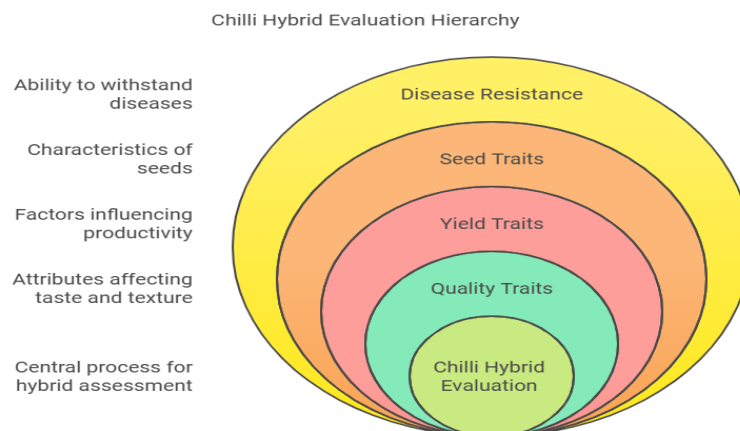 Chilli Hybrid Evaluation Hierarchy
Ability to withstand
diseases
Disease Resistance
Characteristics of
seeds
Seed Traits
Factors influencing
productivity
Yield Traits
Attributes affecting
taste and texture
Quality Traits
Central process for
hybrid assessment
Chilli Hybrid
Evaluation